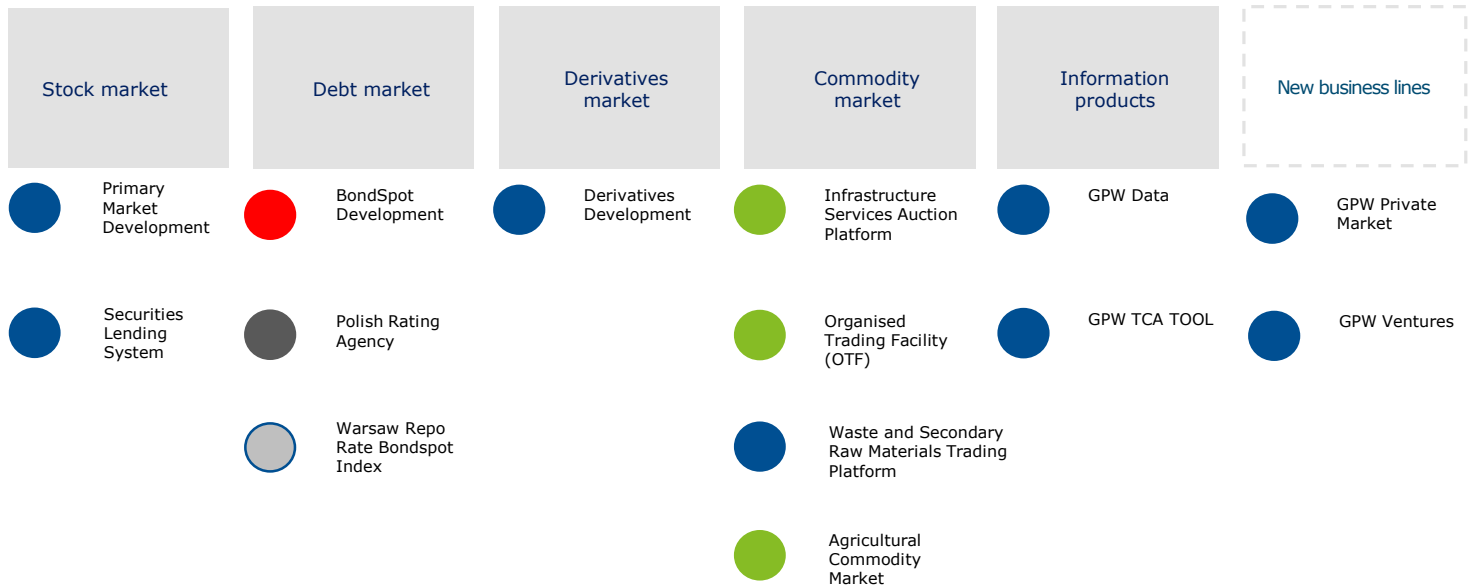 Stock market
Debt market
Derivatives
market
Commodity
market
Information
products
New business lines
Primary
Market
Development
BondSpot
Development
Derivatives
Development
Infrastructure
Services Auction
Platform
GPW Data
GPW Private
Market
Securities
Lending
System
Polish Rating
Agency
Organised
Trading Facility
(OTF)
GPW TCA TOOL
GPW Ventures
Warsaw Repo
Rate Bondspot
Index
Waste and Secondary
Raw Materials Trading
Platform
Agricultural
Commodity
Market